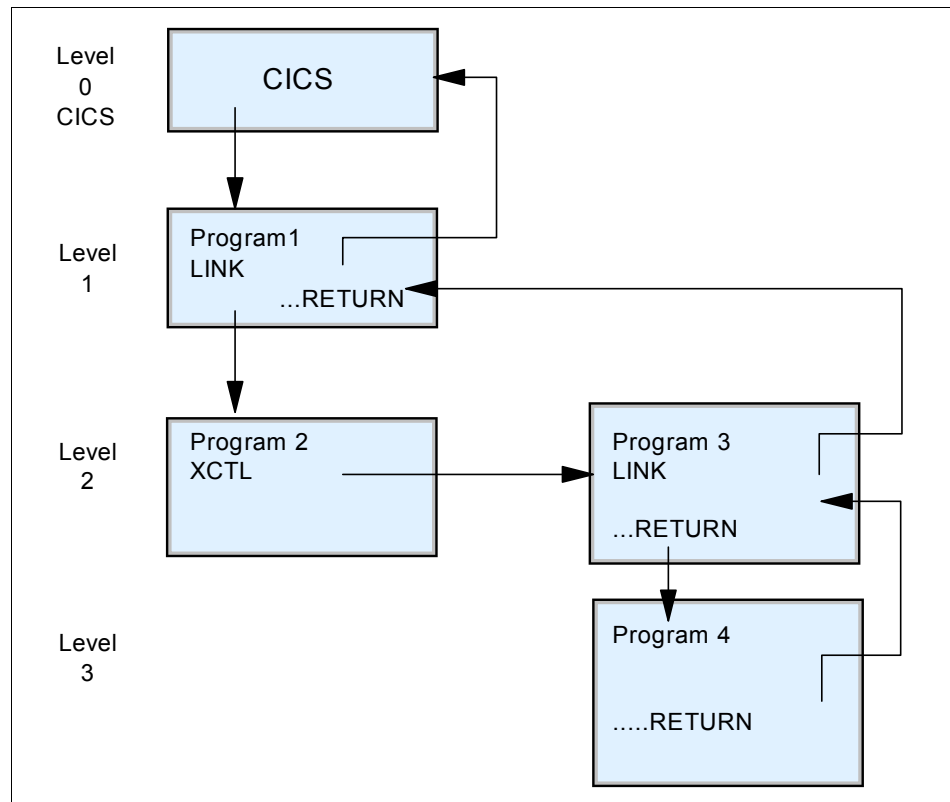 Level
0
CICS
CICS
Level
1
Program1
LINK
...RETURN
Level
2
Program 2
XCTL
Program 3
LINK
...RETURN
Level
3
Program 4
.....RETURN